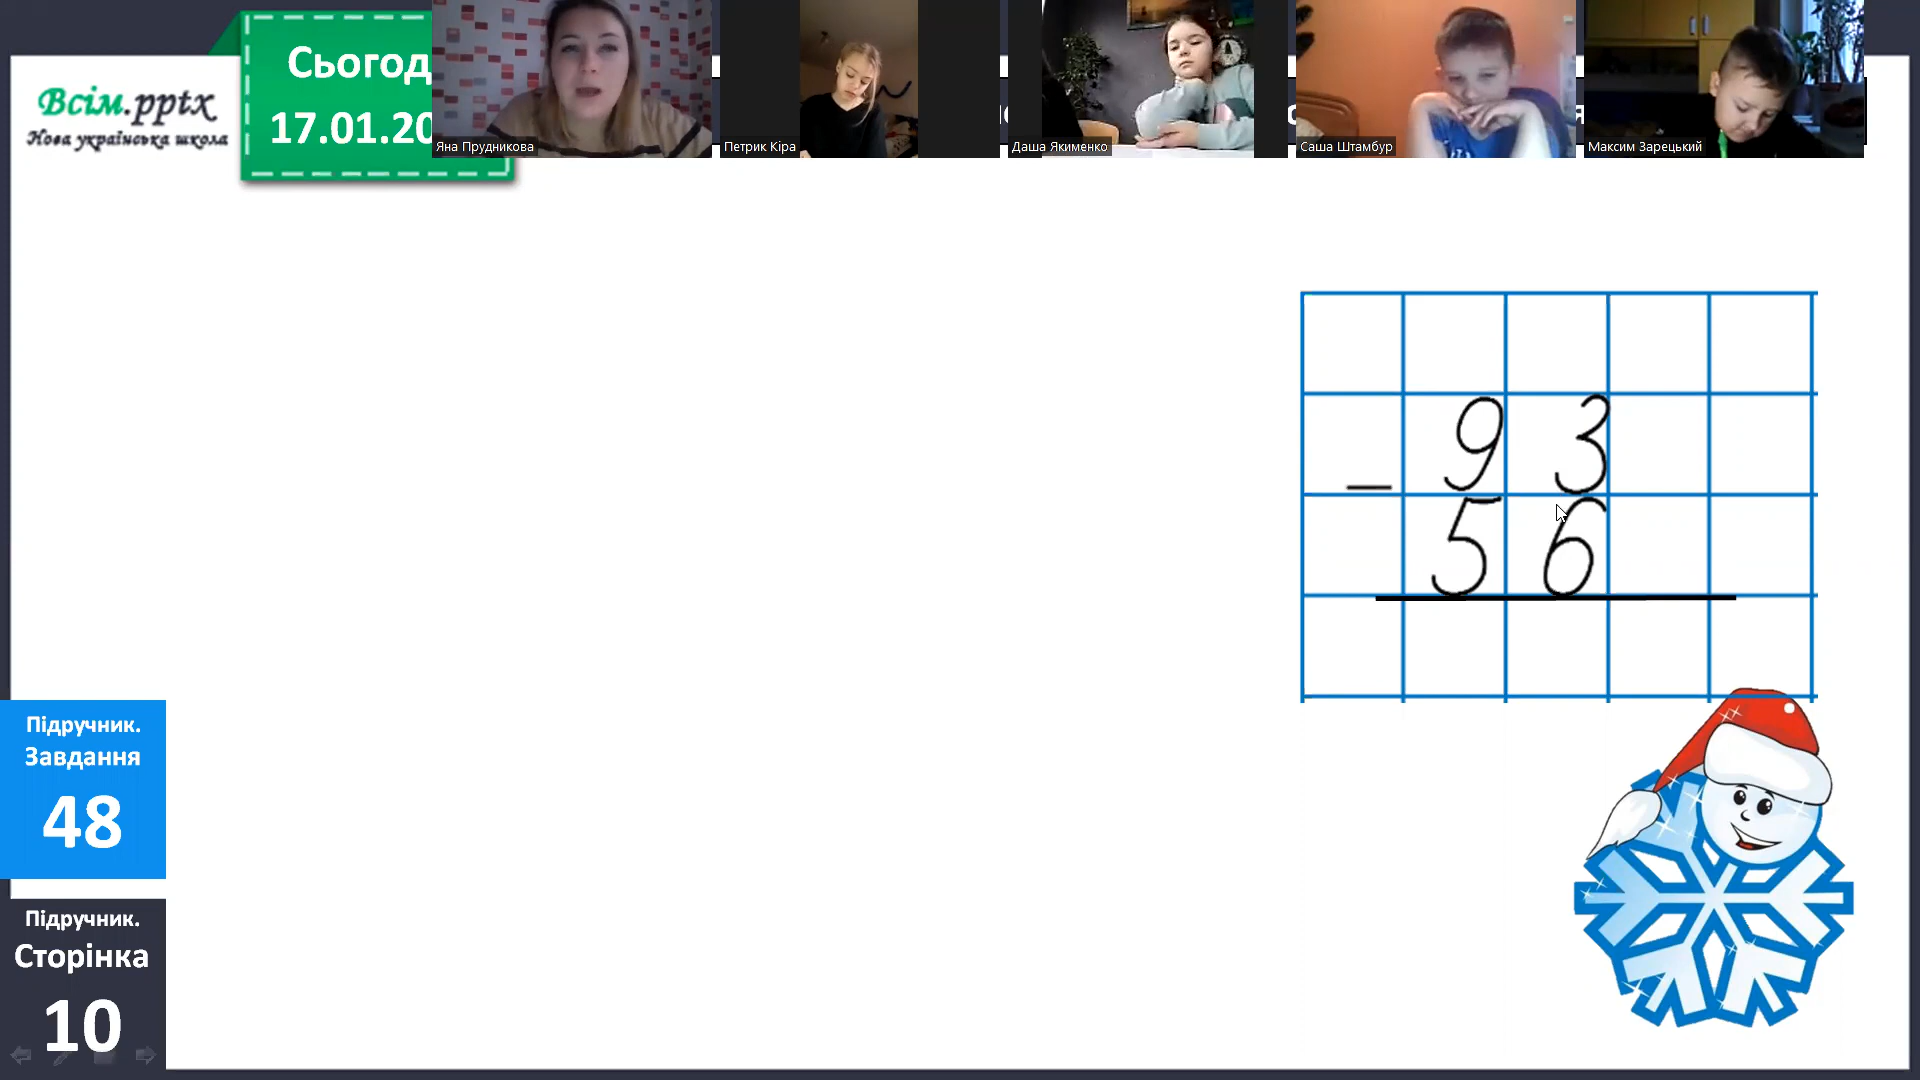 Сьогод
17.01.20
Всім.pptx
Нова українська школа
Яна Прудникова
Петрик Кіра
Даша Якименко
Саша Штамбур
Максим Зарецький
_ 9 3
5 6
Підручник.
Завдання
48
Підручник.
Сторінка
10